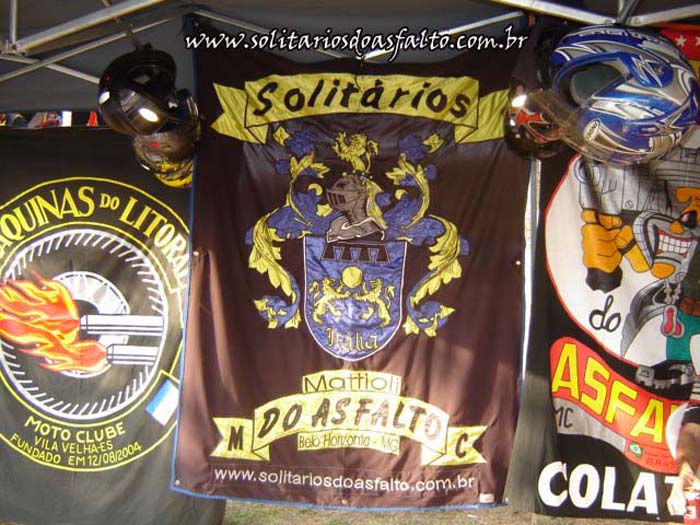 www.solitariosdoasfalto.com.br
Solitários
Itália
Mattioli
DO ASFALTO
M C
Belo Horizonte - MG
www.solitariosdoasfalto.com.br
AQUINAS DO LITORAL
MOTO CLUBE
VILA VELHA-ES
FUNDADO EM 12/08/2004
do
ASFA
MC
COLAT